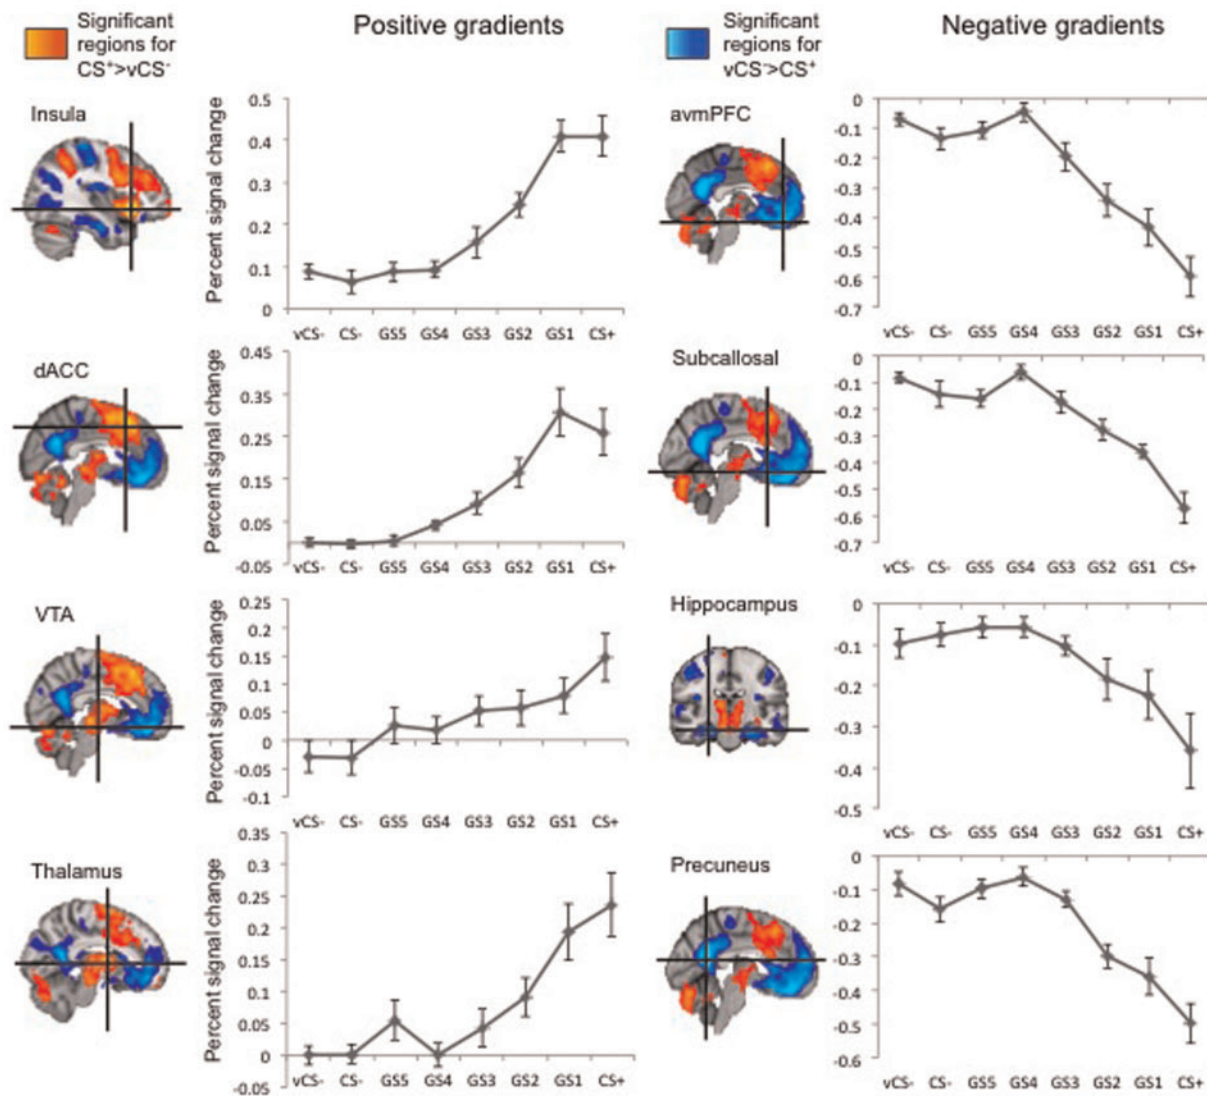 Significant
regions for
CS⁺>vCS⁻
Positive gradients
Significant
regions for
vCS⁻>CS⁺
Negative gradients
Insula
Percent signal change
0.5
0.4
0.3
0.2
0.1
0
vCS- CS- GS5 GS4 GS3 GS2 GS1 CS+
avmPFC
0
-0.1
-0.2
-0.3
-0.4
-0.5
-0.6
-0.7
vCS- CS- GS5 GS4 GS3 GS2 GS1 CS+
dACC
Percent signal change
0.45
0.35
0.25
0.15
0.05
-0.05
vCS- CS- GS5 GS4 GS3 GS2 GS1 CS+
Subcallosal
0
-0.1
-0.2
-0.3
-0.4
-0.5
-0.6
-0.7
vCS- CS- GS5 GS4 GS3 GS2 GS1 CS+
VTA
Percent signal change
0.25
0.2
0.15
0.1
0.05
0
-0.05
-0.1
vCS- CS- GS5 GS4 GS3 GS2 GS1 CS+
Hippocampus
0
-0.1
-0.2
-0.3
-0.4
-0.5
vCS- CS- GS5 GS4 GS3 GS2 GS1 CS+
Thalamus
Percent signal change
0.35
0.3
0.25
0.2
0.15
0.1
0.05
0
-0.05
vCS- CS- GS5 GS4 GS3 GS2 GS1 CS+
Precuneus
0
-0.1
-0.2
-0.3
-0.4
-0.5
-0.6
vCS- CS- GS5 GS4 GS3 GS2 GS1 CS+